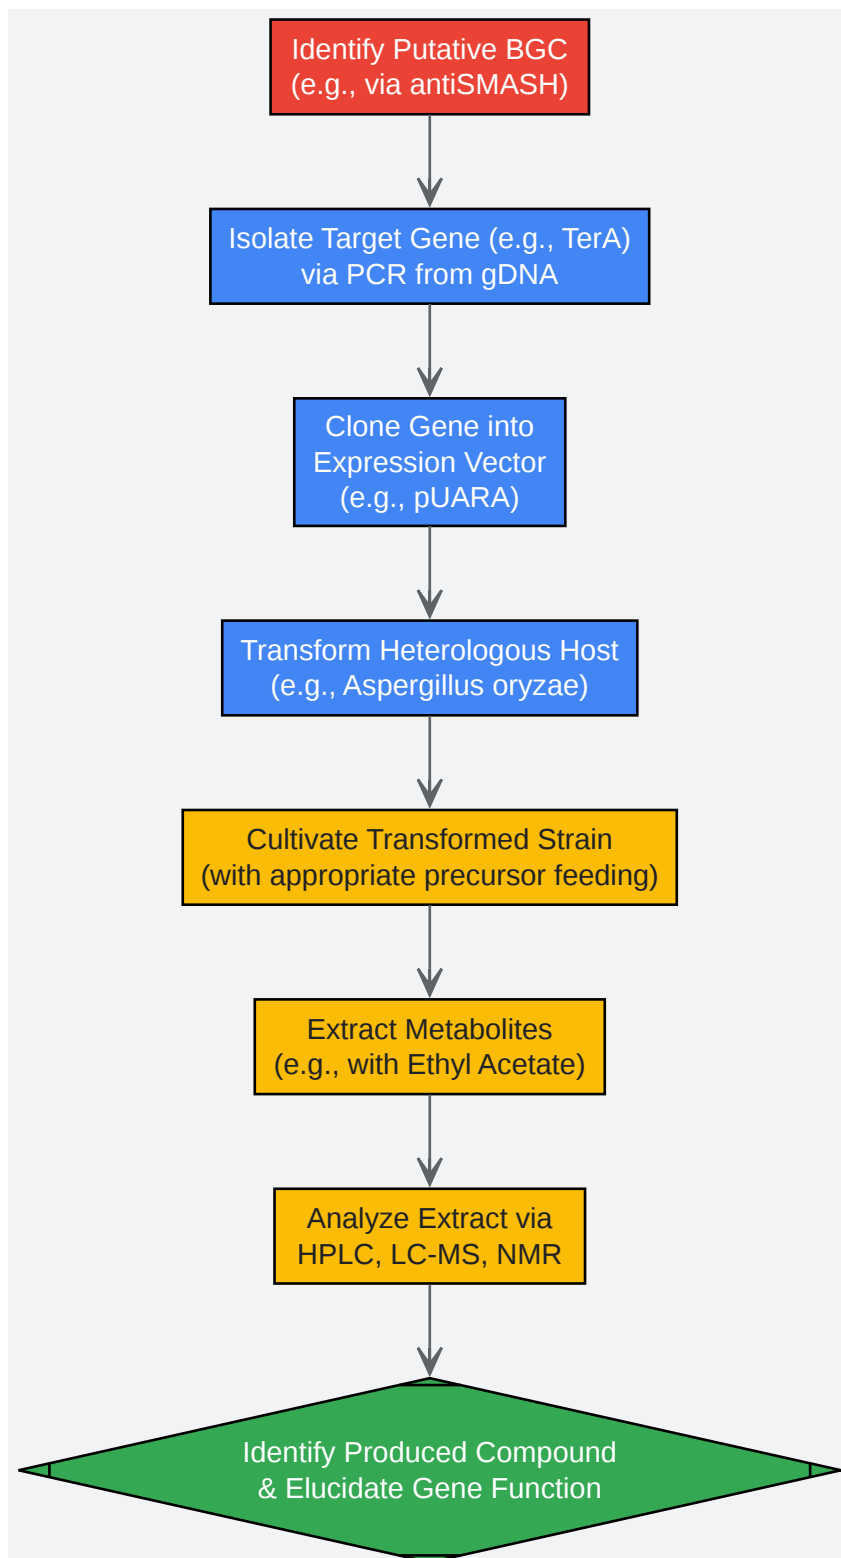 Identify Putative BGC
(e.g., via antiSMASH)
Isolate Target Gene (e.g., TerA)
via PCR from gDNA
Clone Gene into
Expression Vector
(e.g., pUARA)
Transform Heterologous Host
(e.g., Aspergillus oryzae)
Cultivate Transformed Strain
(with appropriate precursor feeding)
Extract Metabolites
(e.g., with Ethyl Acetate)
Analyze Extract via
HPLC, LC-MS, NMR
Identify Produced Compound
& Elucidate Gene Function